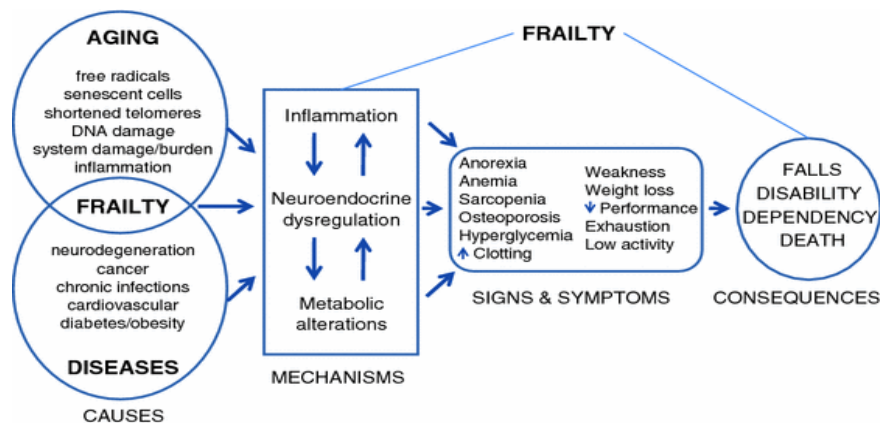 AGING
free radicals
senescent cells
shortened telomeres
DNA damage
system damage/burden
inflammation
FRAILTY
neurodegeneration
cancer
chronic infections
cardiovascular
diabetes/obesity
DISEASES
CAUSES
FRAILTY
Inflammation
Neuroendocrine
dysregulation
Metabolic
alterations
MECHANISMS
Anorexia
Anemia
Sarcopenia
Osteoporosis
Hyperglycemia
↑ Clotting
Weakness
Weight loss
↓ Performance
Exhaustion
Low activity
SIGNS & SYMPTOMS
FALLS
DISABILITY
DEPENDENCY
DEATH
CONSEQUENCES